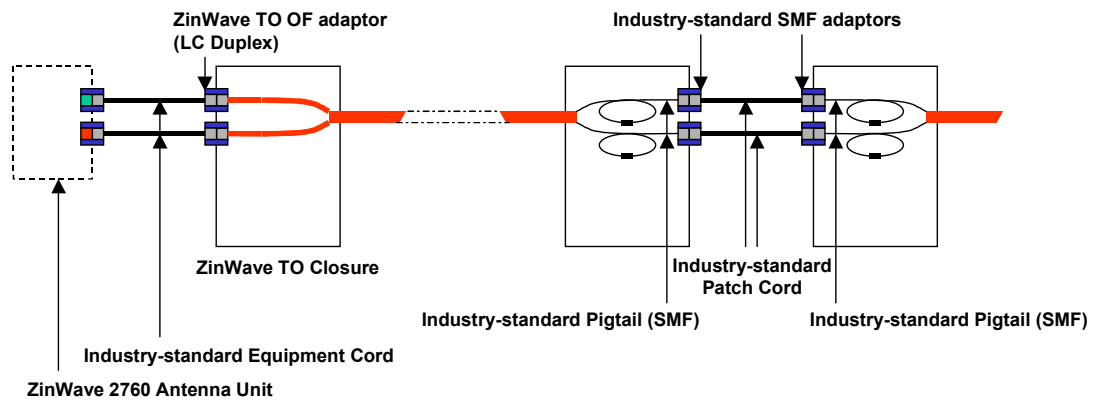 ZinWave TO OF adaptor
(LC Duplex)
Industry-standard SMF adaptors
ZinWave TO Closure
Industry-standard
Patch Cord
Industry-standard Pigtail (SMF)
Industry-standard Pigtail (SMF)
Industry-standard Equipment Cord
ZinWave 2760 Antenna Unit